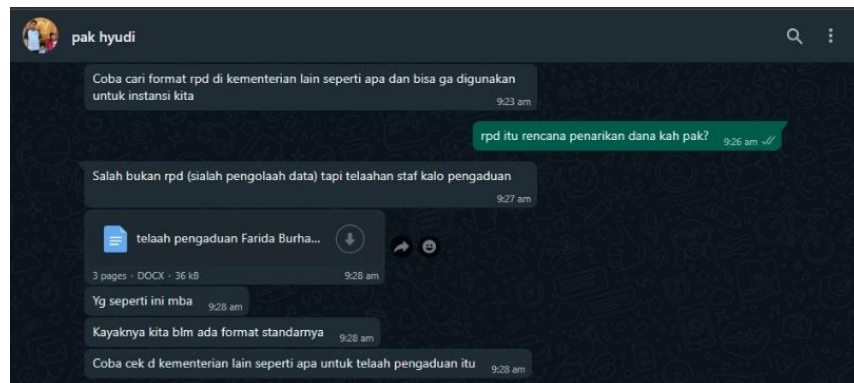 pak hyudi
Coba cari format rpd di kementerian lain seperti apa dan bisa ga digunakan
untuk instansi kita
9:23 am
rpd itu rencana penarikan dana kah pak?
9:26 am
Salah bukan rpd (sialah pengolaah data) tapi telaahan staf kalo pengaduan
9:27 am
telaah pengaduan Farida Burha...
3 pages · DOCX · 36 kB
9:28 am
Yg seperti ini mba
9:28 am
Kayaknya kita blm ada format standarnya
9:28 am
Coba cek d kementerian lain seperti apa untuk telaah pengaduan itu
9:28 am